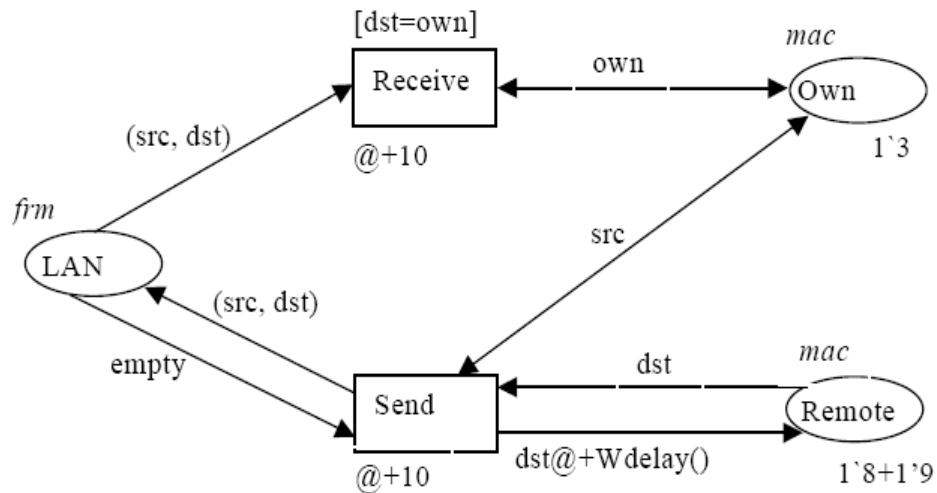 [dst=own]
mac
Receive
own
Own
(src, dst)
@+10
1`3
frm
src
LAN
(src, dst)
empty
mac
dst
Send
Remote
dst@+Wdelay()
@+10
1`8+1’9